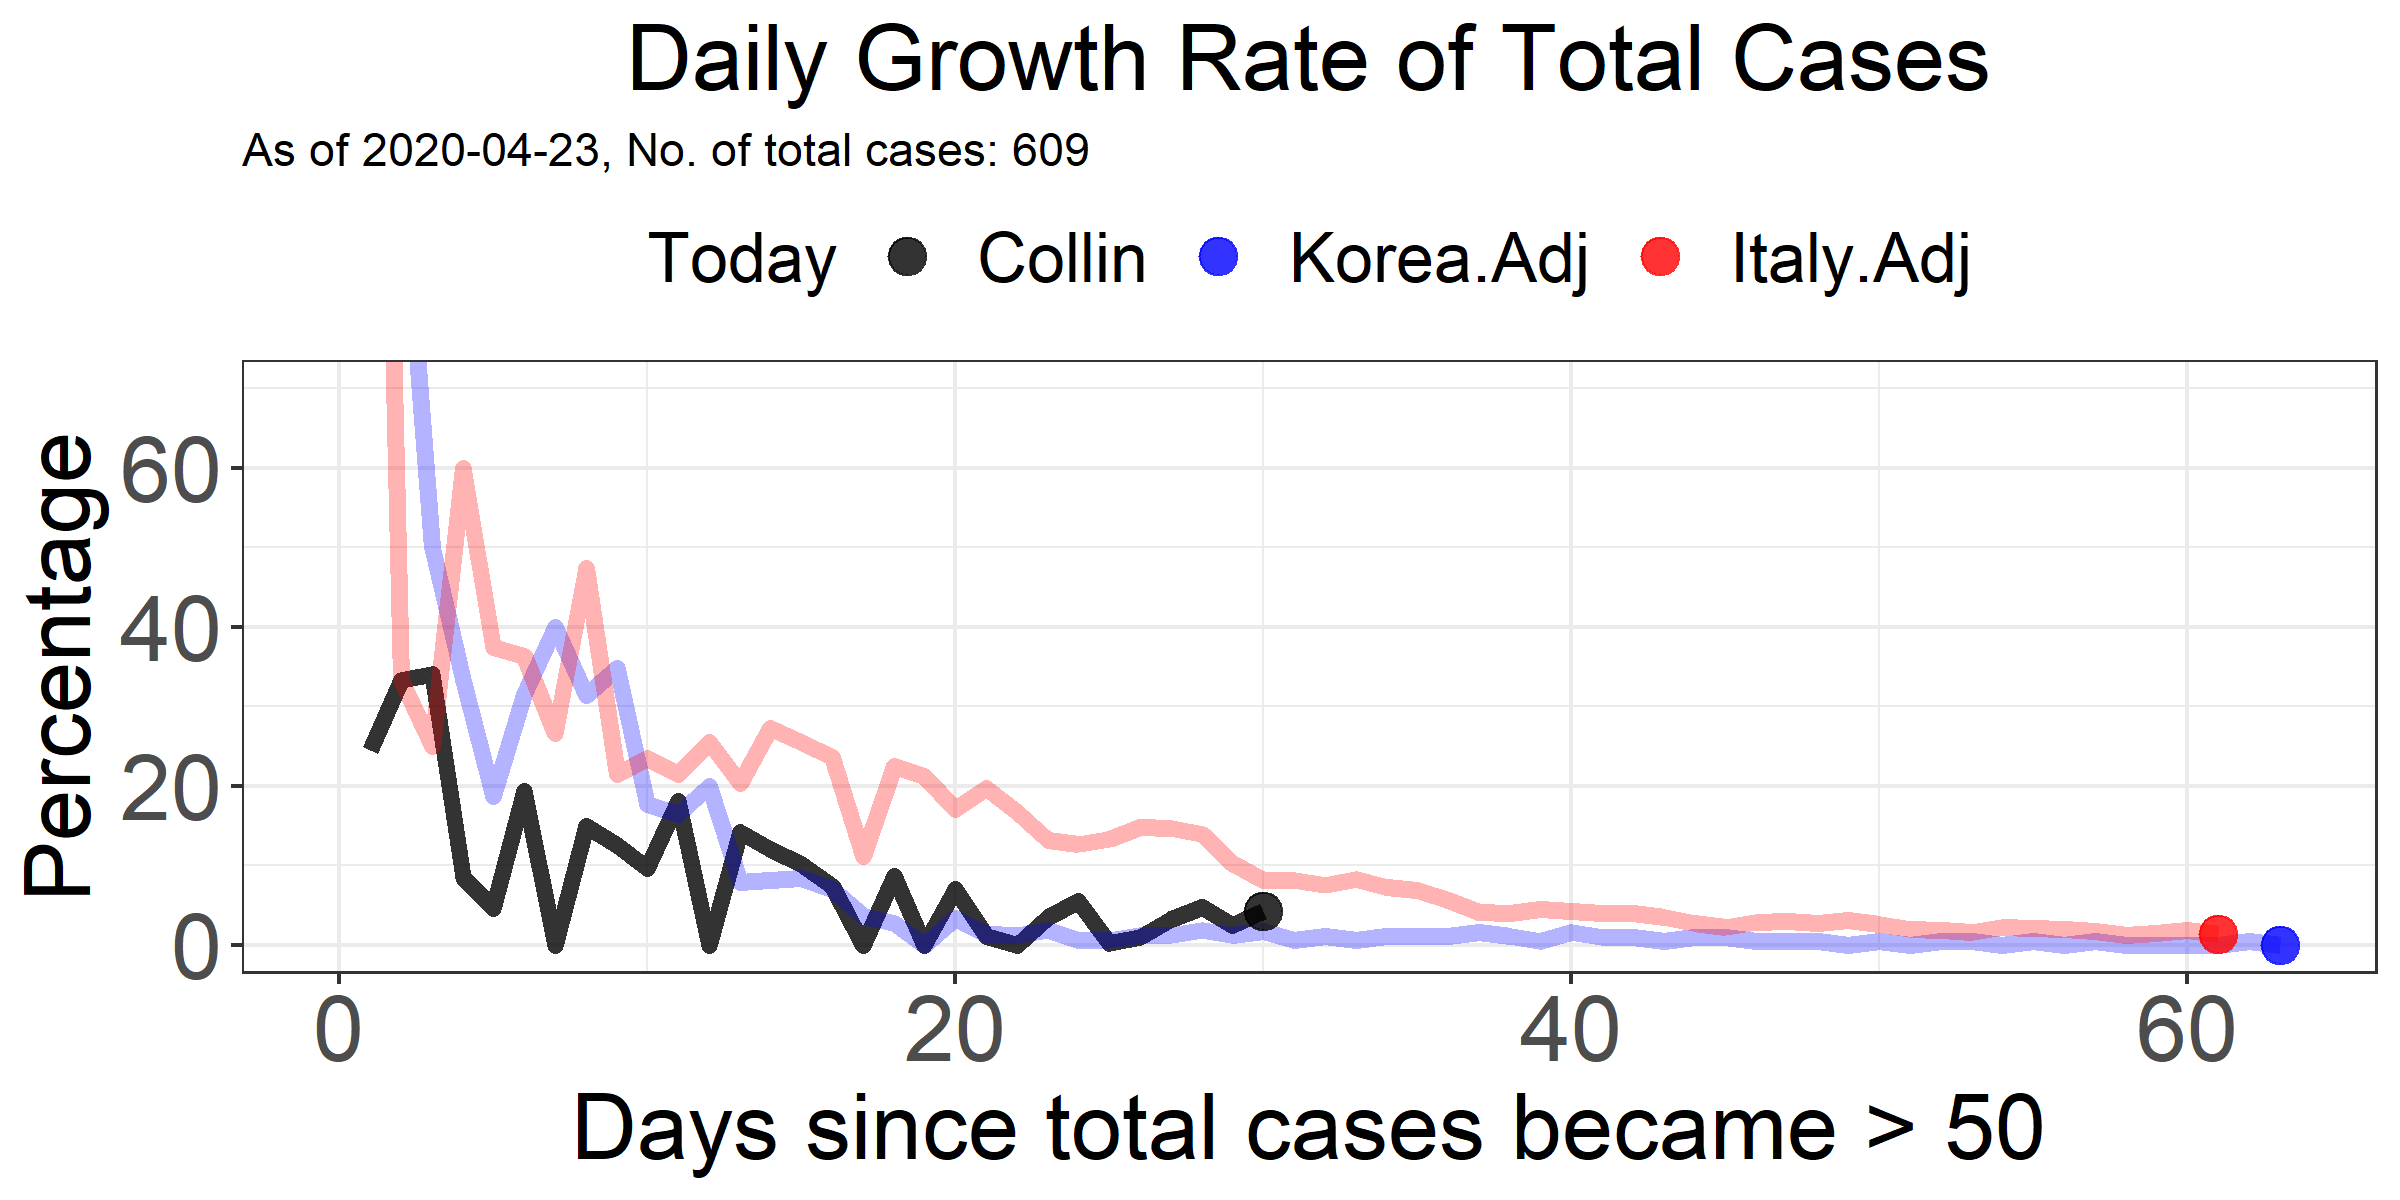 Daily Growth Rate of Total Cases
As of 2020-04-23, No. of total cases: 609
Today Collin Korea.Adj Italy.Adj
Percentage
60
40
20
0
0 20 40 60
Days since total cases became > 50